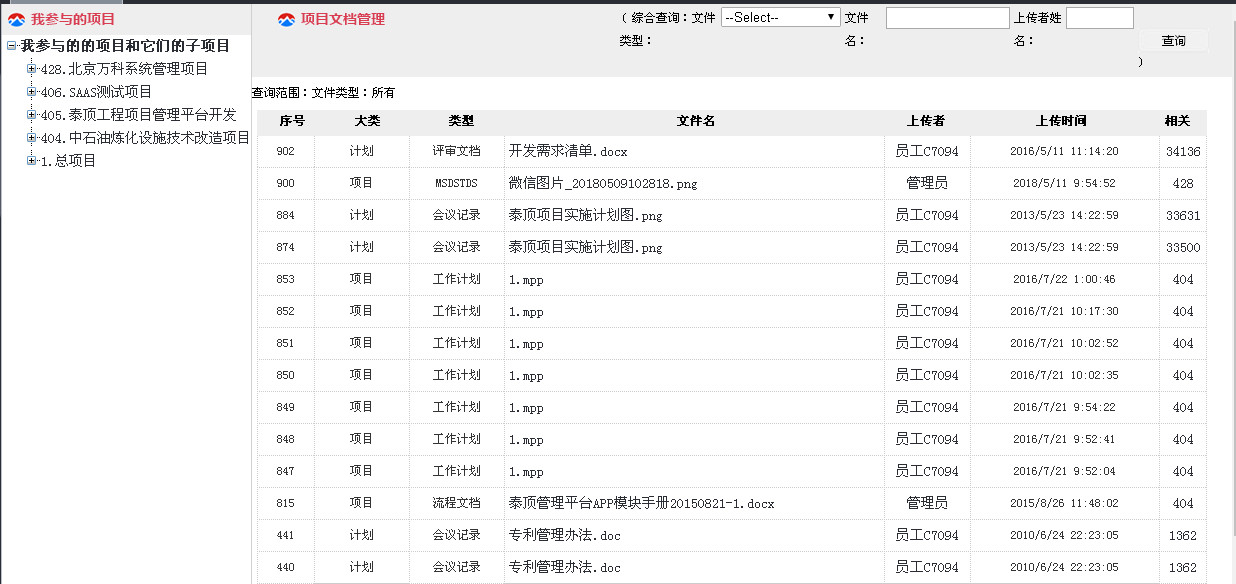 我参与的项目
我参与的的项目和它们的子项目
428.北京万科系统管理项目
406.SAAS测试项目
405.泰顶工程项目管理平台开发
404.中石油炼化设施技术改造项目
1.总项目
项目文档管理
（ 综合查询：文件 --Select-- 文件 上传者姓
类型： 名： 名： 查询
）
查询范围：文件类型：所有
序号 大类 类型 文件名 上传者 上传时间 相关
902 计划 评审文档 开发需求清单.docx 员工C7094 2016/5/11 11:14:20 34136
900 项目 MSDSTDS 微信图片_20180509102818.png 管理员 2018/5/11 9:54:52 428
884 计划 会议记录 泰顶项目实施计划图.png 员工C7094 2013/5/23 14:22:59 33631
874 计划 会议记录 泰顶项目实施计划图.png 员工C7094 2013/5/23 14:22:59 33500
853 项目 工作计划 1.mpp 员工C7094 2016/7/22 1:00:46 404
852 项目 工作计划 1.mpp 员工C7094 2016/7/21 10:17:30 404
851 项目 工作计划 1.mpp 员工C7094 2016/7/21 10:02:52 404
850 项目 工作计划 1.mpp 员工C7094 2016/7/21 10:02:35 404
849 项目 工作计划 1.mpp 员工C7094 2016/7/21 9:54:22 404
848 项目 工作计划 1.mpp 员工C7094 2016/7/21 9:52:41 404
847 项目 工作计划 1.mpp 员工C7094 2016/7/21 9:52:04 404
815 项目 流程文档 泰顶管理平台APP模块手册20150821-1.docx 管理员 2015/8/26 11:48:02 404
441 计划 会议记录 专利管理办法.doc 员工C7094 2010/6/24 22:23:05 1362
440 计划 会议记录 专利管理办法.doc 员工C7094 2010/6/24 22:23:05 1362